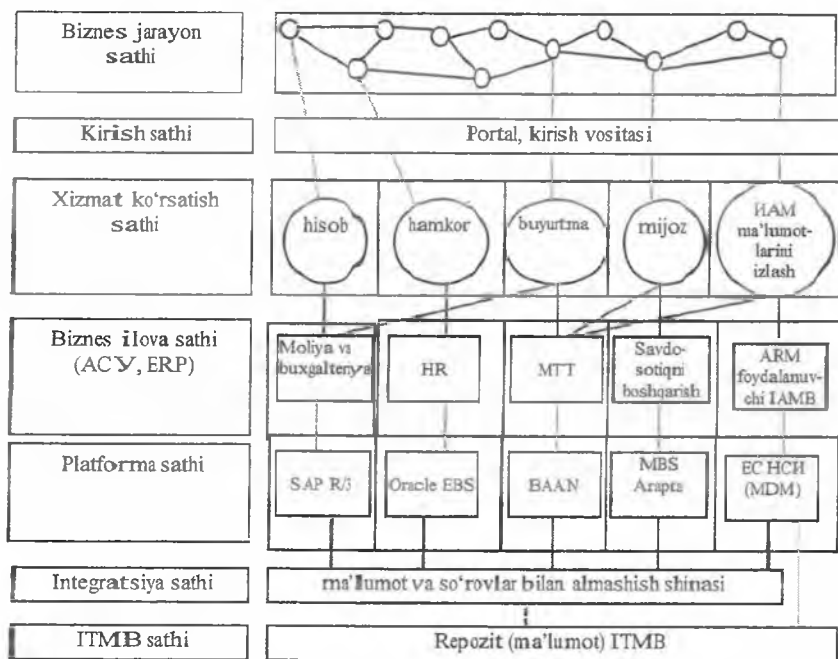 Biznes jarayon
sathi
Kirish sathi
Portal, kirish vositasi
Xizmat ko‘rsatish
sathi
hisob
hamkor
buyurtma
mijoz
ИАМ
ma’lumot-
larini
izlash
Biznes ilova sathi
(АСУ, ERP)
Moliya va
buxgalteriya
HR
MTT
Savdo-
sotiqni
boshqarish
ARM
foydalanuv-
chi IAMB
Platforma sathi
SAP R/3
Oracle EBS
BAAN
MBS
Arapta
ЕС НСИ
(MDM)
Integratsiya sathi
ma’lumot va so‘rovlar bilan almashish shinasi
ITMB sathi
Repozit (ma’lumot) ITMB